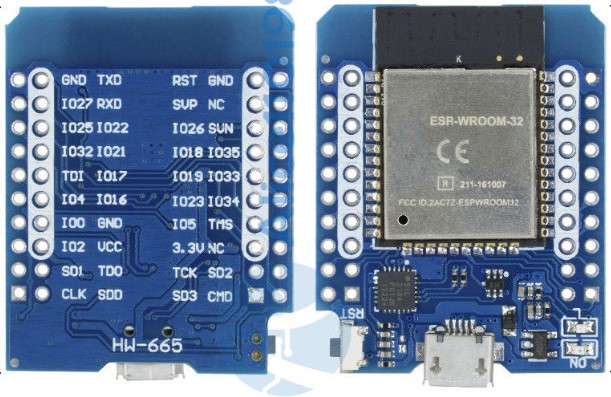 GND TXD RST GND
IO27 RXD SVP NC
IO25 IO22 IO26 SVN
IO32 IO21 IO18 IO35
TDI IO17 IO19 IO33
IO4 IO16 IO23 IO34
IO0 GND IO5 TMS
IO2 VCC 3.3V NC
SD1 TDO TCK SD2
CLK SDD SD3 CMD
HW-665
K
ESR-WROOM-32
CE
R 211-161007
FCC ID:2AC7Z-ESPWROOM32
RST
L
ON